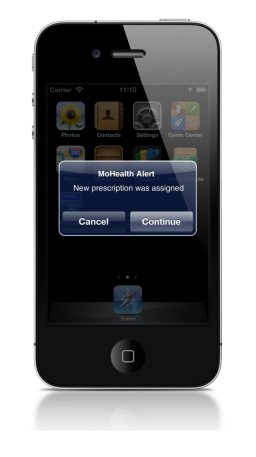 Carrier 11:10
Photos Contacts Settings Game Center
MoHealth Alert
New prescription was assigned
Cancel Continue
Safari